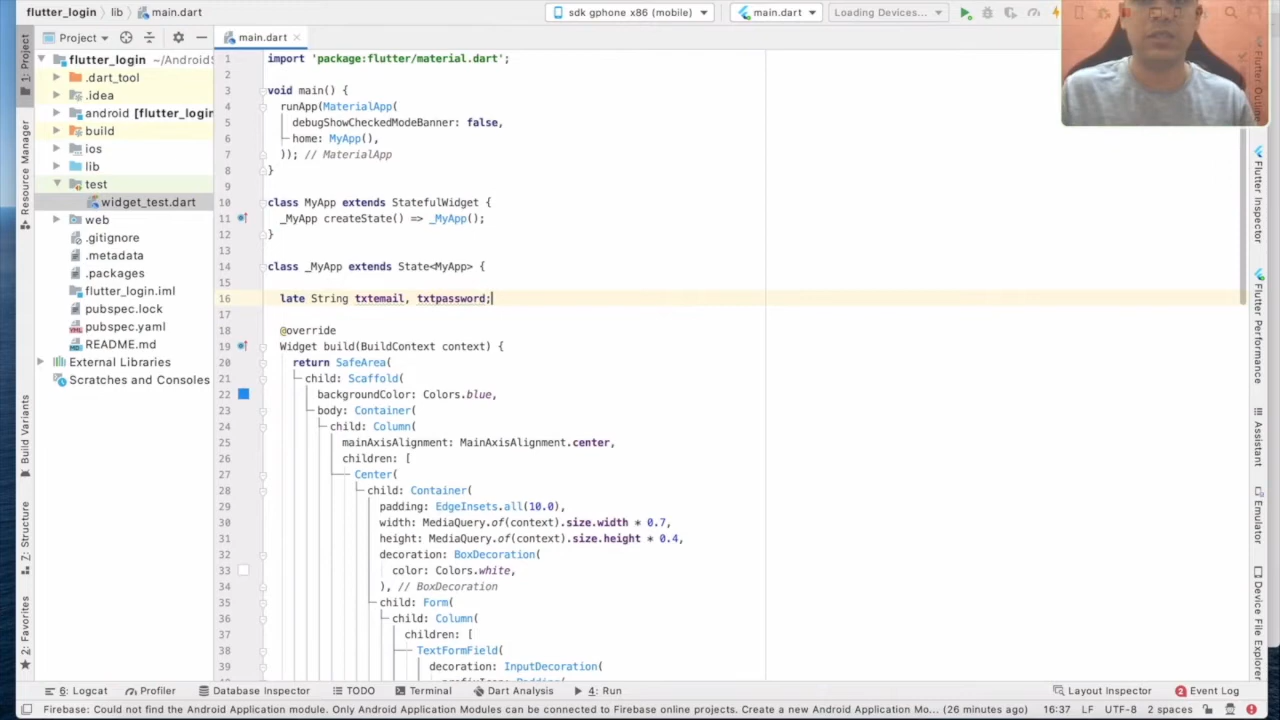 flutter_login › lib › main.dart
sdk gphone x86 (mobile)
main.dart
Loading Devices...
Project
main.dart
flutter_login ~/AndroidS
.dart_tool
.idea
android [flutter_login
build
ios
lib
test
widget_test.dart
web
.gitignore
.metadata
.packages
flutter_login.iml
pubspec.lock
pubspec.yaml
README.md
External Libraries
Scratches and Consoles
1: Project
Resource Manager
Build Variants
Z: Structure
2: Favorites
1 import 'package:flutter/material.dart';
2
3 void main() {
4 runApp(MaterialApp(
5 debugShowCheckedModeBanner: false,
6 home: MyApp(),
7 )); // MaterialApp
8 }
9
10 class MyApp extends StatefulWidget {
11 _MyApp createState() => _MyApp();
12 }
13
14 class _MyApp extends State<MyApp> {
15
16 late String txtemail, txtpassword;
17
18 @override
19 Widget build(BuildContext context) {
20 return SafeArea(
21 child: Scaffold(
22 backgroundColor: Colors.blue,
23 body: Container(
24 child: Column(
25 mainAxisAlignment: MainAxisAlignment.center,
26 children: [
27 Center(
28 child: Container(
29 padding: EdgeInsets.all(10.0),
30 width: MediaQuery.of(context).size.width * 0.7,
31 height: MediaQuery.of(context).size.height * 0.4,
32 decoration: BoxDecoration(
33 color: Colors.white,
34 ), // BoxDecoration
35 child: Form(
36 child: Column(
37 children: [
38 TextFormField(
39 decoration: InputDecoration(
Flutter Outline
Flutter Inspector
Flutter Performance
Assistant
Emulator
Device File Explorer
6: Logcat
Profiler
Database Inspector
TODO
Terminal
Dart Analysis
4: Run
Layout Inspector
2 Event Log
Firebase: Could not find the Android Application module. Only Android Application Modules can be connected to Firebase online projects. Create a new Android Application Mo... (26 minutes ago)
16:37 LF UTF-8 2 spaces